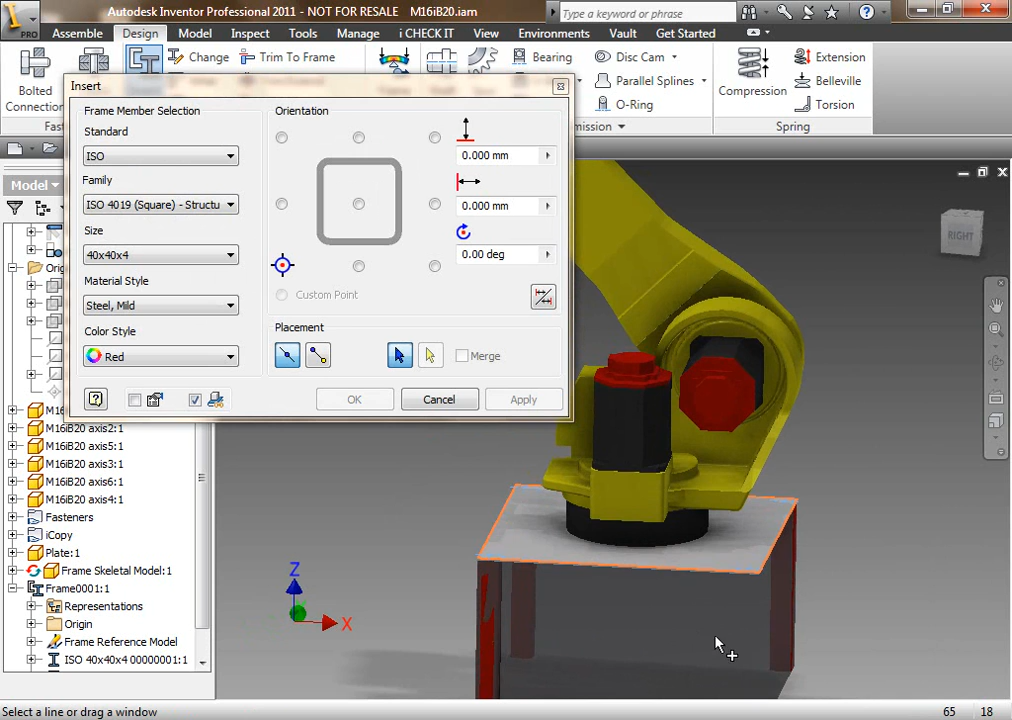 Autodesk Inventor Professional 2011 - NOT FOR RESALE M16iB20.iam
Type a keyword or phrase
PRO
Assemble Design Model Inspect Tools Manage i CHECK IT View Environments Vault Get Started
Bolted
Connection
Change
Trim To Frame
Bearing
Disc Cam
Parallel Splines
O-Ring
Compression
Extension
Belleville
Torsion
Spring
Insert
Frame Member Selection
Standard
ISO
Family
ISO 4019 (Square) - Structu
Size
40x40x4
Material Style
Steel, Mild
Color Style
Red
Orientation
0.000 mm
0.000 mm
0.00 deg
Custom Point
Placement
Merge
OK
Cancel
Apply
Model
M16iB20 axis2:1
M16iB20 axis5:1
M16iB20 axis3:1
M16iB20 axis6:1
M16iB20 axis4:1
Fasteners
iCopy
Plate:1
Frame Skeletal Model:1
Frame0001:1
Representations
Origin
Frame Reference Model
ISO 40x40x4 00000001:1
RIGHT
Z
X
Select a line or drag a window
65 18